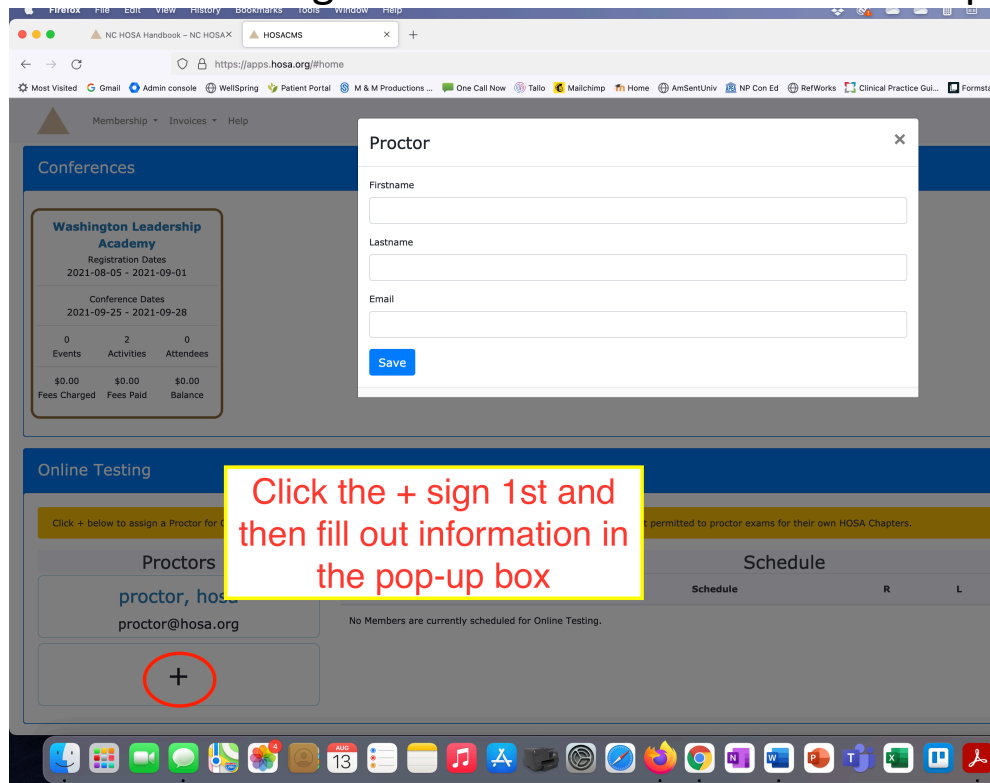 Firefox File Edit View History Bookmarks Tools Window Help
NC HOSA Handbook – NC HOSA HOSACMS
https://apps.hosa.org/#home
Most Visited Gmail Admin console WellSpring Patient Portal M & M Productions ... One Call Now Tallo Mailchimp Home AmSentUniv NP Con Ed RefWorks Clinical Practice Gui... Formsta
Membership Invoices Help
Proctor ×
Conferences
Firstname
Washington Leadership
Academy
Registration Dates
2021-08-05 - 2021-09-01
Lastname
Conference Dates
2021-09-25 - 2021-09-28
Email
0 2 0
Events Activities Attendees
Save
$0.00 $0.00 $0.00
Fees Charged Fees Paid Balance
Online Testing
Click the + sign 1st and
then fill out information in
the pop-up box
Click + below to assign a Proctor for permitted to proctor exams for their own HOSA Chapters.
Proctors Schedule
Schedule R L
proctor, hosa
proctor@hosa.org
No Members are currently scheduled for Online Testing.
+
4
AUG
13